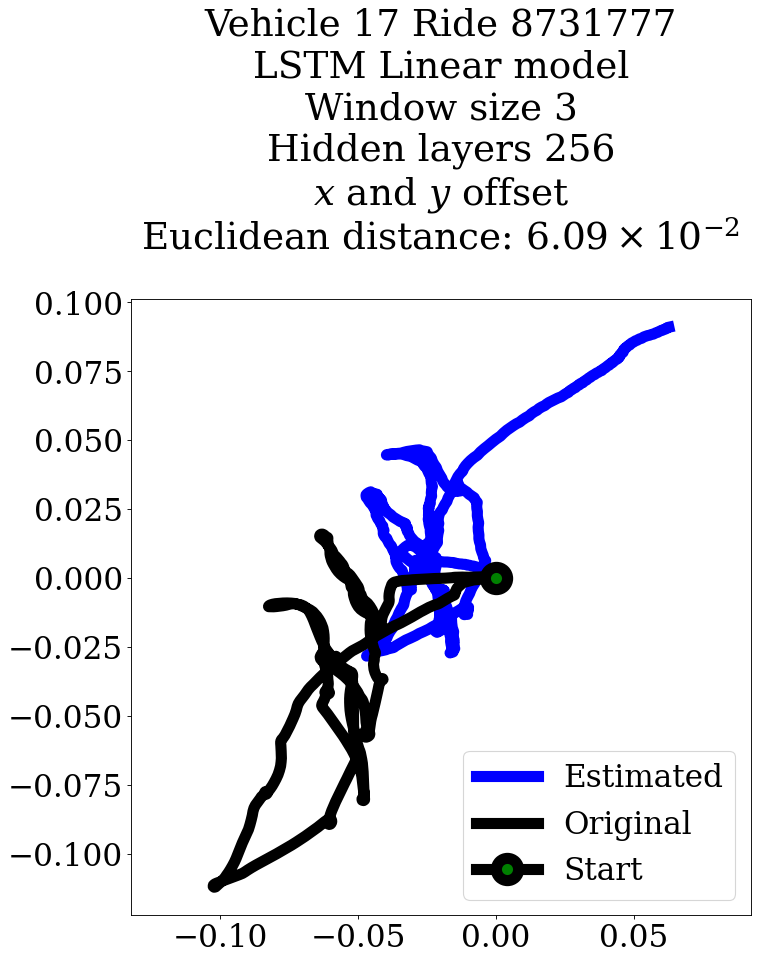 Vehicle 17 Ride 8731777
LSTM Linear model
Window size 3
Hidden layers 256
x and y offset
Euclidean distance: 6.09 × 10⁻²
0.100
0.075
0.050
0.025
0.000
−0.025
−0.050
−0.075
−0.100
Estimated
Original
Start
−0.10 −0.05 0.00 0.05